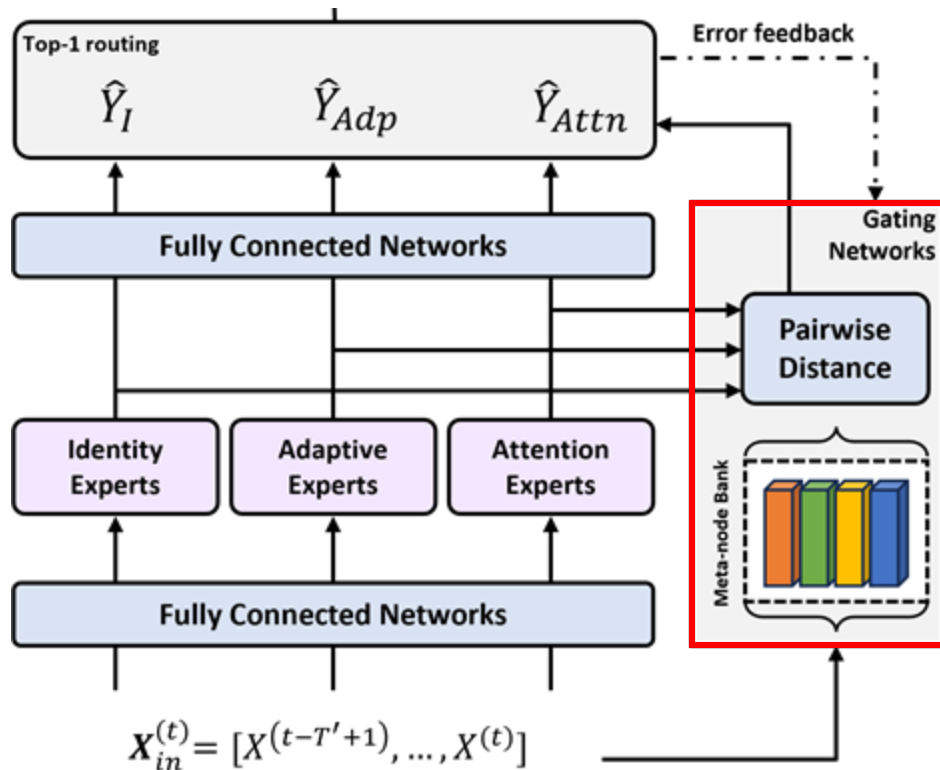 Top-1 routing
Error feedback
Ŷ_I
Ŷ_Adp
Ŷ_Attn
Gating
Networks
Fully Connected Networks
Pairwise
Distance
Identity
Experts
Adaptive
Experts
Attention
Experts
Meta-node Bank
Fully Connected Networks
X_in^(t) = [X^(t−T′+1), ..., X^(t)]